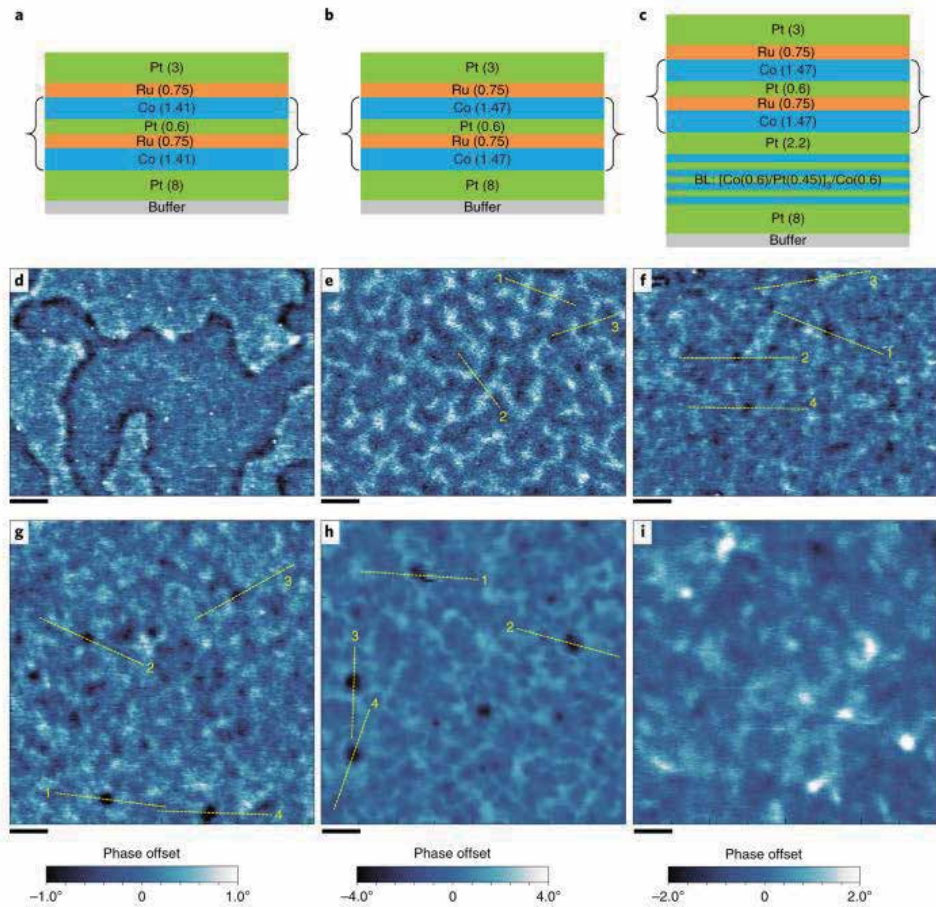 a
Pt (3)
Ru (0.75)
Co (1.41)
Pt (0.6)
Ru (0.75)
Co (1.41)
Pt (8)
Buffer
b
Pt (3)
Ru (0.75)
Co (1.47)
Pt (0.6)
Ru (0.75)
Co (1.47)
Pt (8)
Buffer
c
Pt (3)
Ru (0.75)
Co (1.47)
Pt (0.6)
Ru (0.75)
Co (1.47)
Pt (2.2)
BL: [Co(0.6)/Pt(0.45)]₃/Co(0.6)
Pt (8)
Buffer
d
e
1
3
2
f
3
1
2
4
g
3
2
1
4
h
1
2
3
4
i
Phase offset
–1.0°
0
1.0°
Phase offset
–4.0°
0
4.0°
Phase offset
–2.0°
0
2.0°